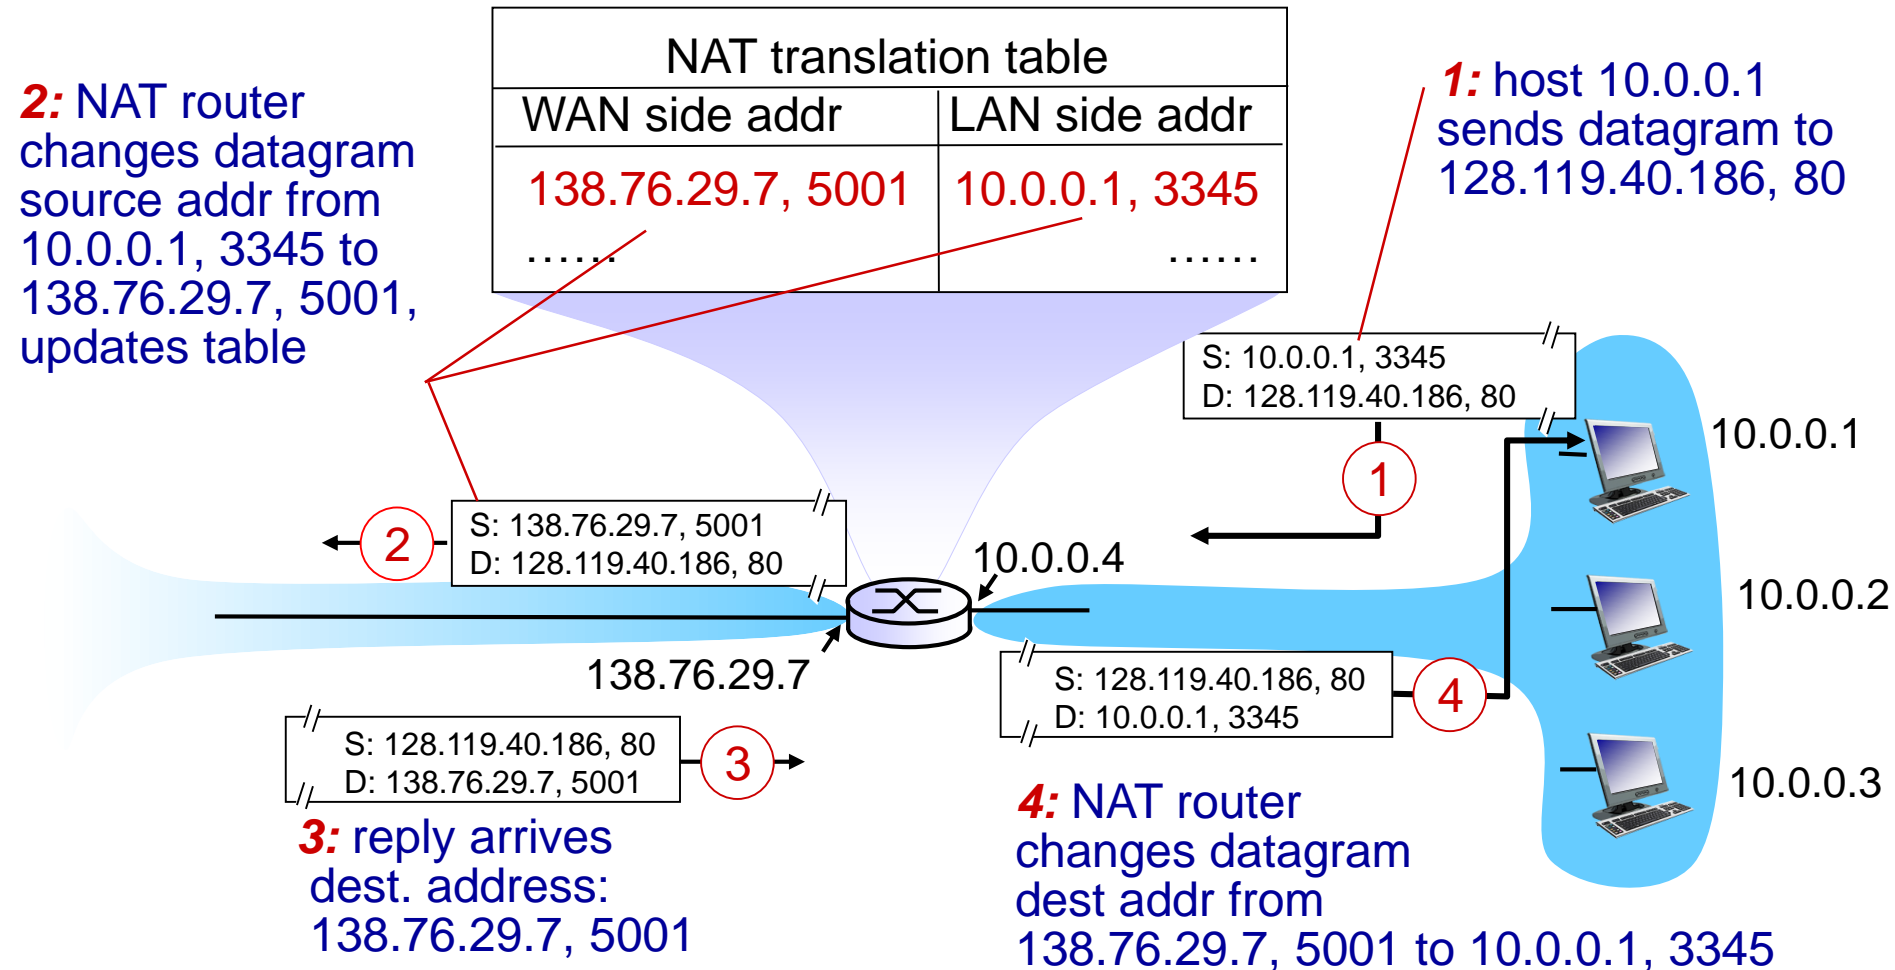 NAT translation table
WAN side addr LAN side addr
138.76.29.7, 5001 10.0.0.1, 3345
…… ……
2: NAT router
changes datagram
source addr from
10.0.0.1, 3345 to
138.76.29.7, 5001,
updates table
1: host 10.0.0.1
sends datagram to
128.119.40.186, 80
S: 10.0.0.1, 3345
D: 128.119.40.186, 80
1
10.0.0.1
S: 138.76.29.7, 5001
D: 128.119.40.186, 80
2
10.0.0.4
10.0.0.2
138.76.29.7
S: 128.119.40.186, 80
D: 10.0.0.1, 3345
4
S: 128.119.40.186, 80
D: 138.76.29.7, 5001
3
10.0.0.3
3: reply arrives
dest. address:
138.76.29.7, 5001
4: NAT router
changes datagram
dest addr from
138.76.29.7, 5001 to 10.0.0.1, 3345